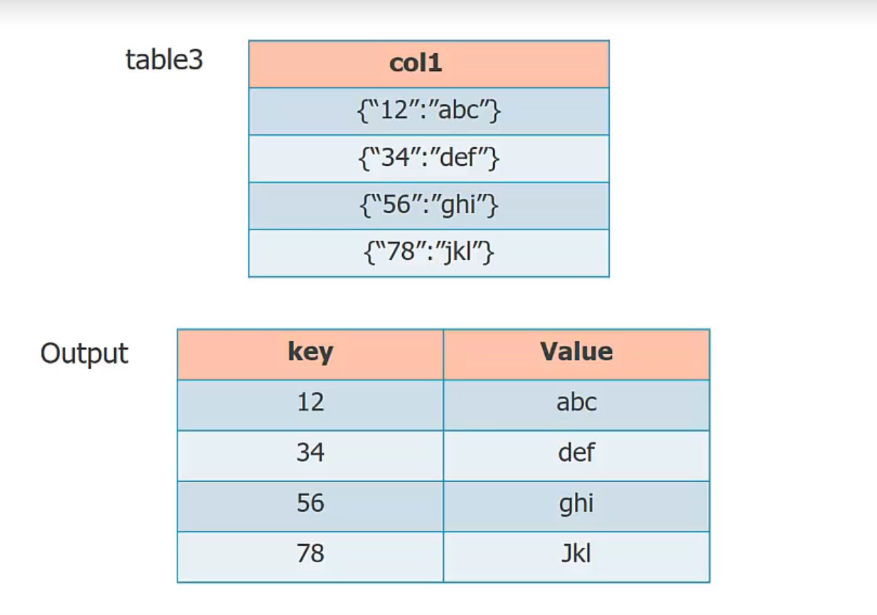 table3
col1
{“12”:”abc”}
{“34”:”def”}
{“56”:”ghi”}
{“78”:”jkl”}
Output
key Value
12 abc
34 def
56 ghi
78 Jkl